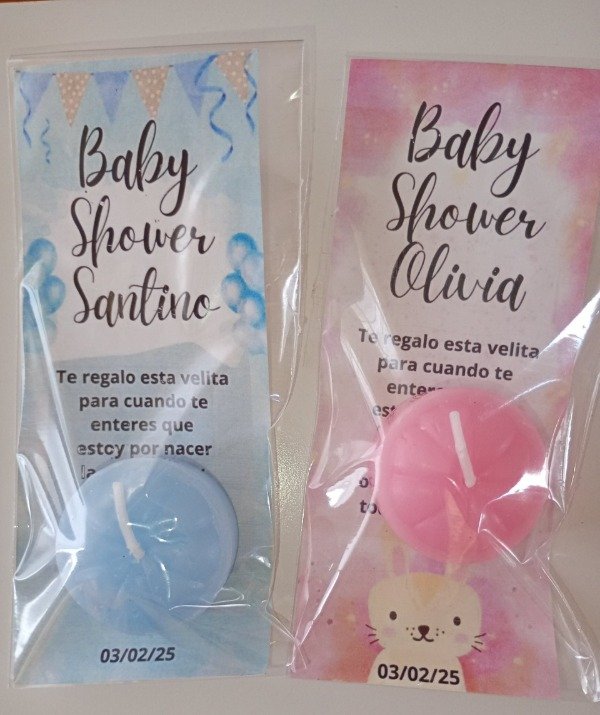 Baby
Shower
Santino
Te regalo esta velita
para cuando te
enteres que
estoy por nacer
03/02/25
Baby
Shower
Olivia
Te regalo esta velita
para cuando te
03/02/25